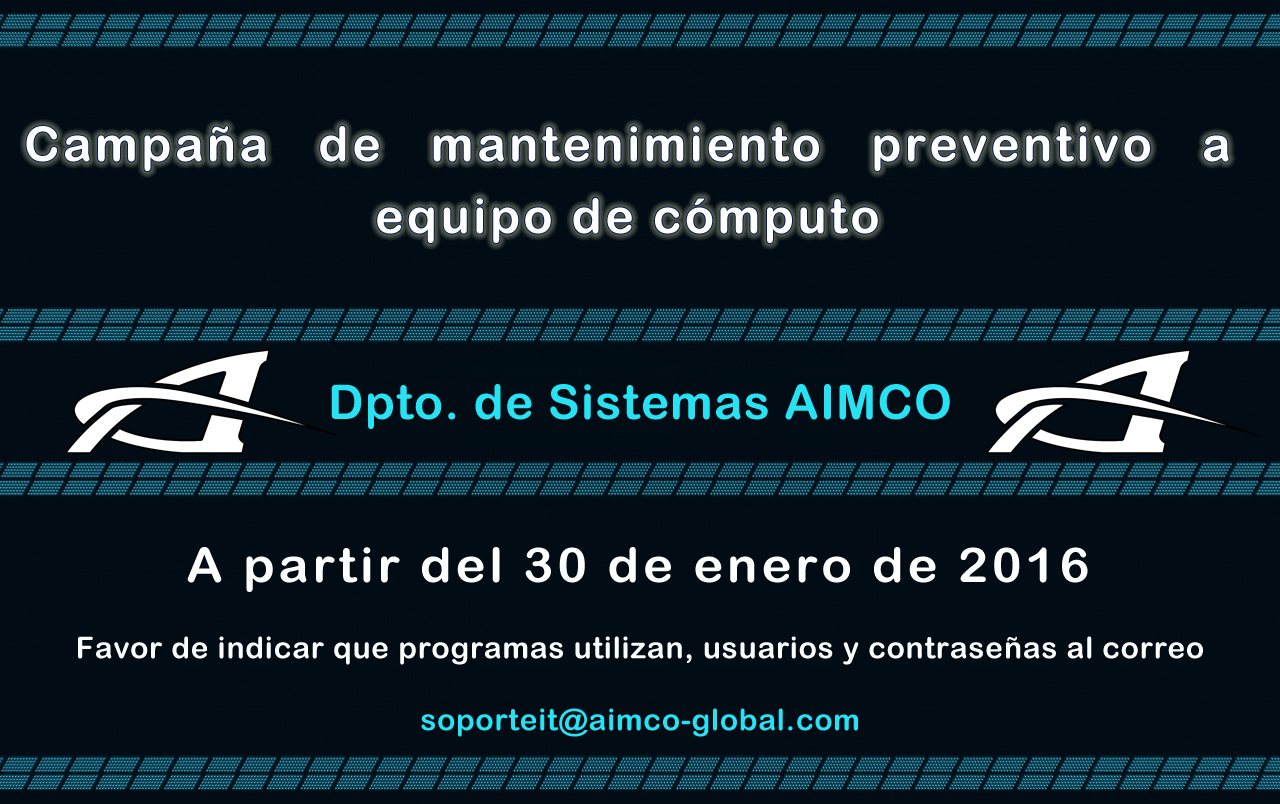 Campaña de mantenimiento preventivo a
equipo de cómputo
Dpto. de Sistemas AIMCO
A partir del 30 de enero de 2016
Favor de indicar que programas utilizan, usuarios y contraseñas al correo
soporteit@aimco-global.com